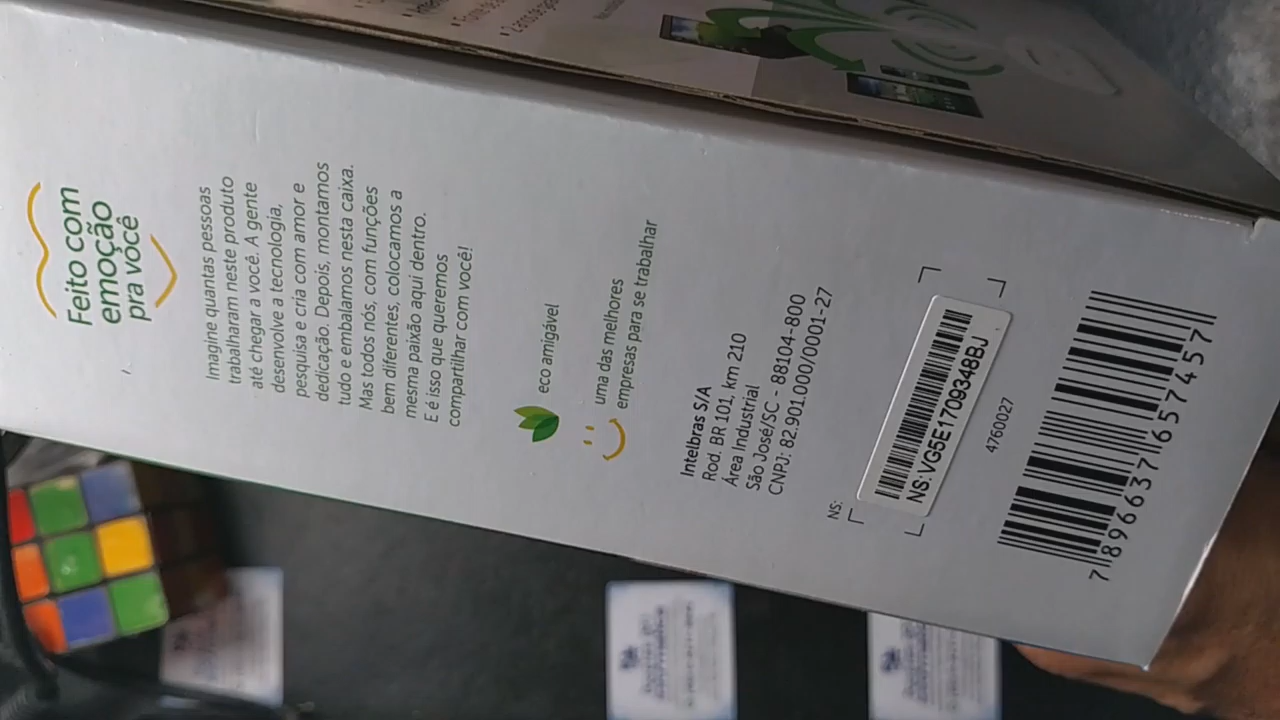 Feito com
emoção
pra você
Imagine quantas pessoas
trabalharam neste produto
até chegar a você. A gente
desenvolve a tecnologia,
pesquisa e cria com amor e
dedicação. Depois, montamos
tudo e embalamos nesta caixa.
Mas todos nós, com funções
bem diferentes, colocamos a
mesma paixão aqui dentro.
E é isso que queremos
compartilhar com você!
eco amigável
uma das melhores
empresas para se trabalhar
Intelbras S/A
Rod. BR 101, km 210
Área Industrial
São José/SC - 88104-800
CNPJ: 82.901.000/0001-27
NS:
NS:VG5E1709348BJ
4760027
7 896637 657457